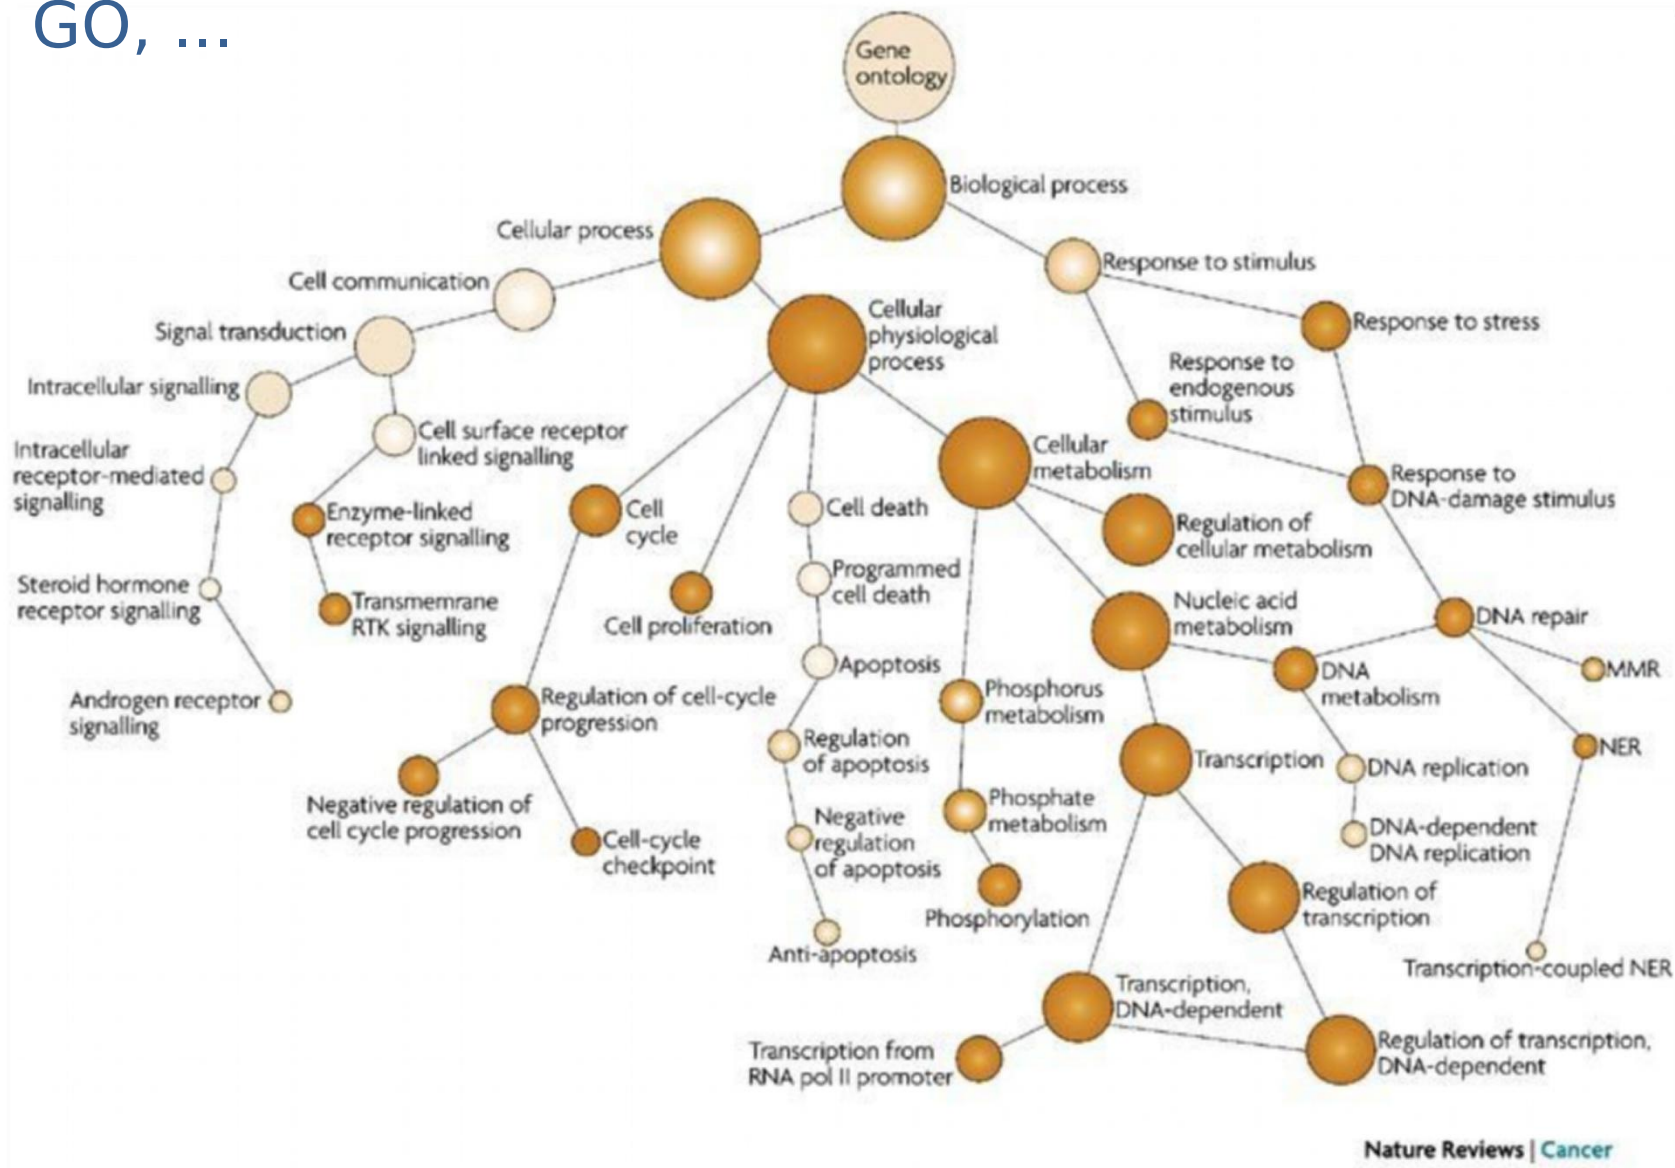 GO, ...
Gene
ontology
Biological process
Cellular process
Response to stimulus
Cell communication
Cellular
physiological
process
Response to stress
Signal transduction
Response to
endogenous
stimulus
Intracellular signalling
Cell surface receptor
linked signalling
Cellular
metabolism
Intracellular
receptor-mediated
signalling
Response to
DNA-damage stimulus
Enzyme-linked
receptor signalling
Cell
cycle
Cell death
Regulation of
cellular metabolism
Programmed
cell death
Steroid hormone
receptor signalling
Transmemrane
RTK signalling
Cell proliferation
Nucleic acid
metabolism
DNA repair
Apoptosis
DNA
metabolism
MMR
Androgen receptor
signalling
Regulation of cell-cycle
progression
Phosphorus
metabolism
Regulation
of apoptosis
Transcription
DNA replication
NER
Negative regulation of
cell cycle progression
Phosphate
metabolism
Negative
regulation
of apoptosis
DNA-dependent
DNA replication
Cell-cycle
checkpoint
Regulation of
transcription
Phosphorylation
Anti-apoptosis
Transcription-coupled NER
Transcription,
DNA-dependent
Transcription from
RNA pol II promoter
Regulation of transcription,
DNA-dependent
Nature Reviews | Cancer